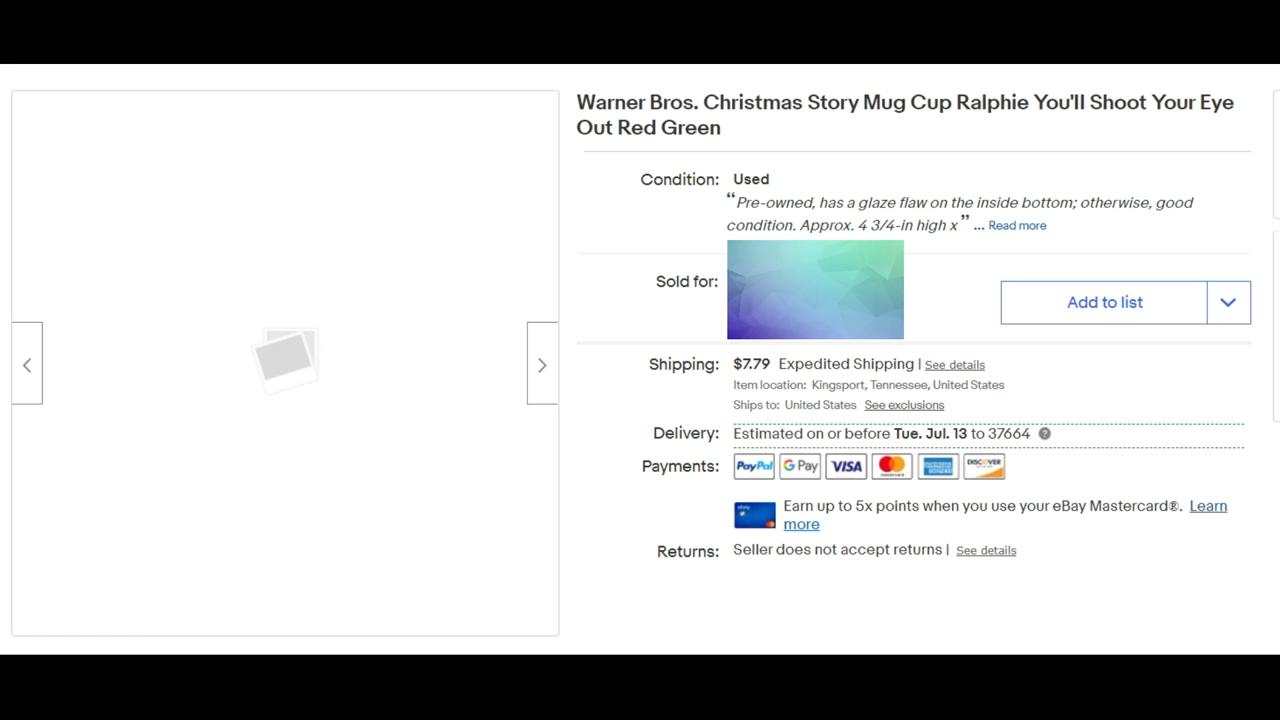 Warner Bros. Christmas Story Mug Cup Ralphie You'll Shoot Your Eye
Out Red Green
Condition: Used
“Pre-owned, has a glaze flaw on the inside bottom; otherwise, good
condition. Approx. 4 3/4-in high x ” ... Read more
Sold for:
Add to list
Shipping: $7.79 Expedited Shipping | See details
Item location: Kingsport, Tennessee, United States
Ships to: United States See exclusions
Delivery: Estimated on or before Tue. Jul. 13 to 37664 ?
Payments: PayPal G Pay VISA mastercard AMERICAN EXPRESS DISCOVER
Earn up to 5x points when you use your eBay Mastercard®. Learn
more
Returns: Seller does not accept returns | See details